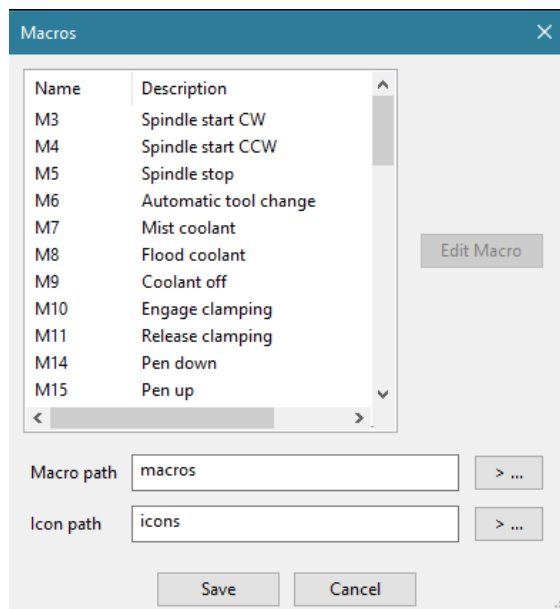 Macros
Name Description
M3 Spindle start CW
M4 Spindle start CCW
M5 Spindle stop
M6 Automatic tool change
M7 Mist coolant
M8 Flood coolant
M9 Coolant off
M10 Engage clamping
M11 Release clamping
M14 Pen down
M15 Pen up
Edit Macro
Macro path macros > ...
Icon path icons > ...
Save Cancel